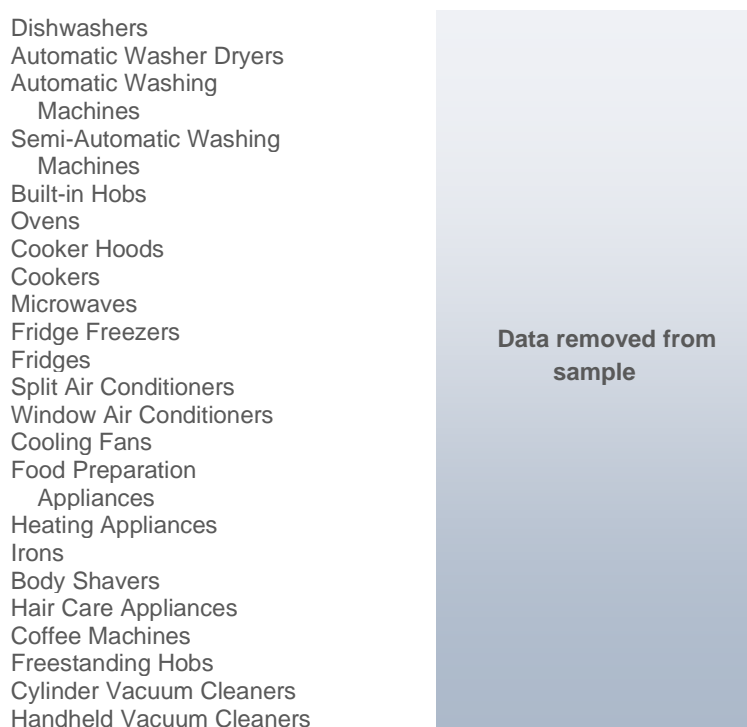 Dishwashers
Automatic Washer Dryers
Automatic Washing
Machines
Semi-Automatic Washing
Machines
Built-in Hobs
Ovens
Cooker Hoods
Cookers
Microwaves
Fridge Freezers
Fridges
Split Air Conditioners
Window Air Conditioners
Cooling Fans
Food Preparation
Appliances
Heating Appliances
Irons
Body Shavers
Hair Care Appliances
Coffee Machines
Freestanding Hobs
Cylinder Vacuum Cleaners
Handheld Vacuum Cleaners
Data removed from
sample